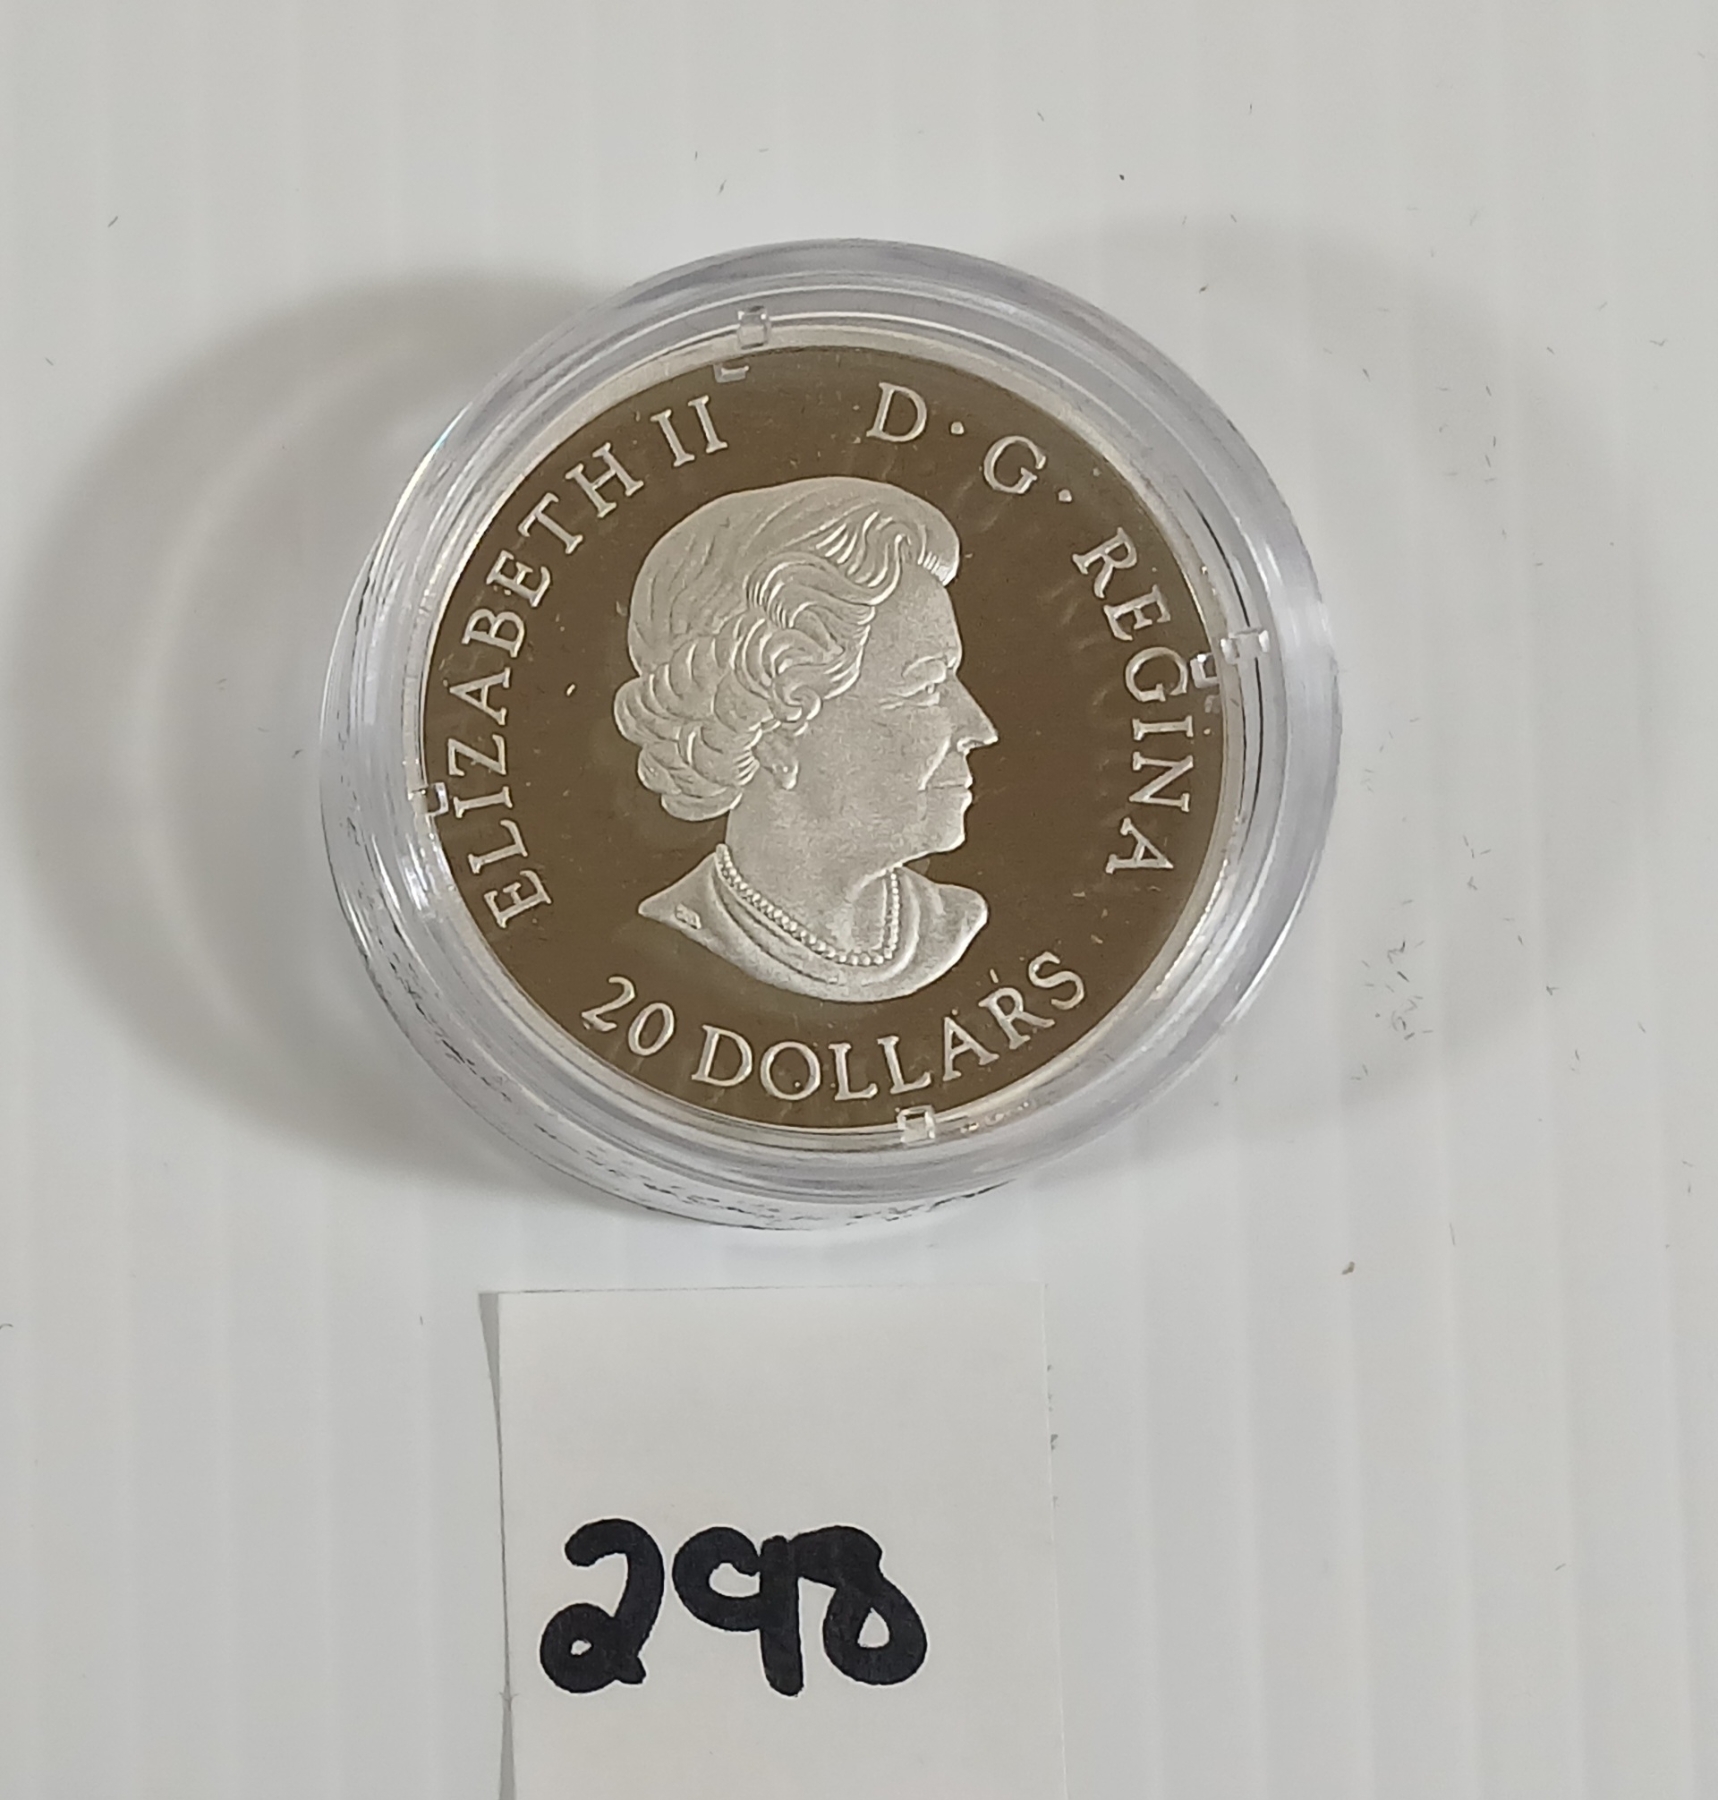 ELIZABETH II D·G·REGINA
20 DOLLARS
298